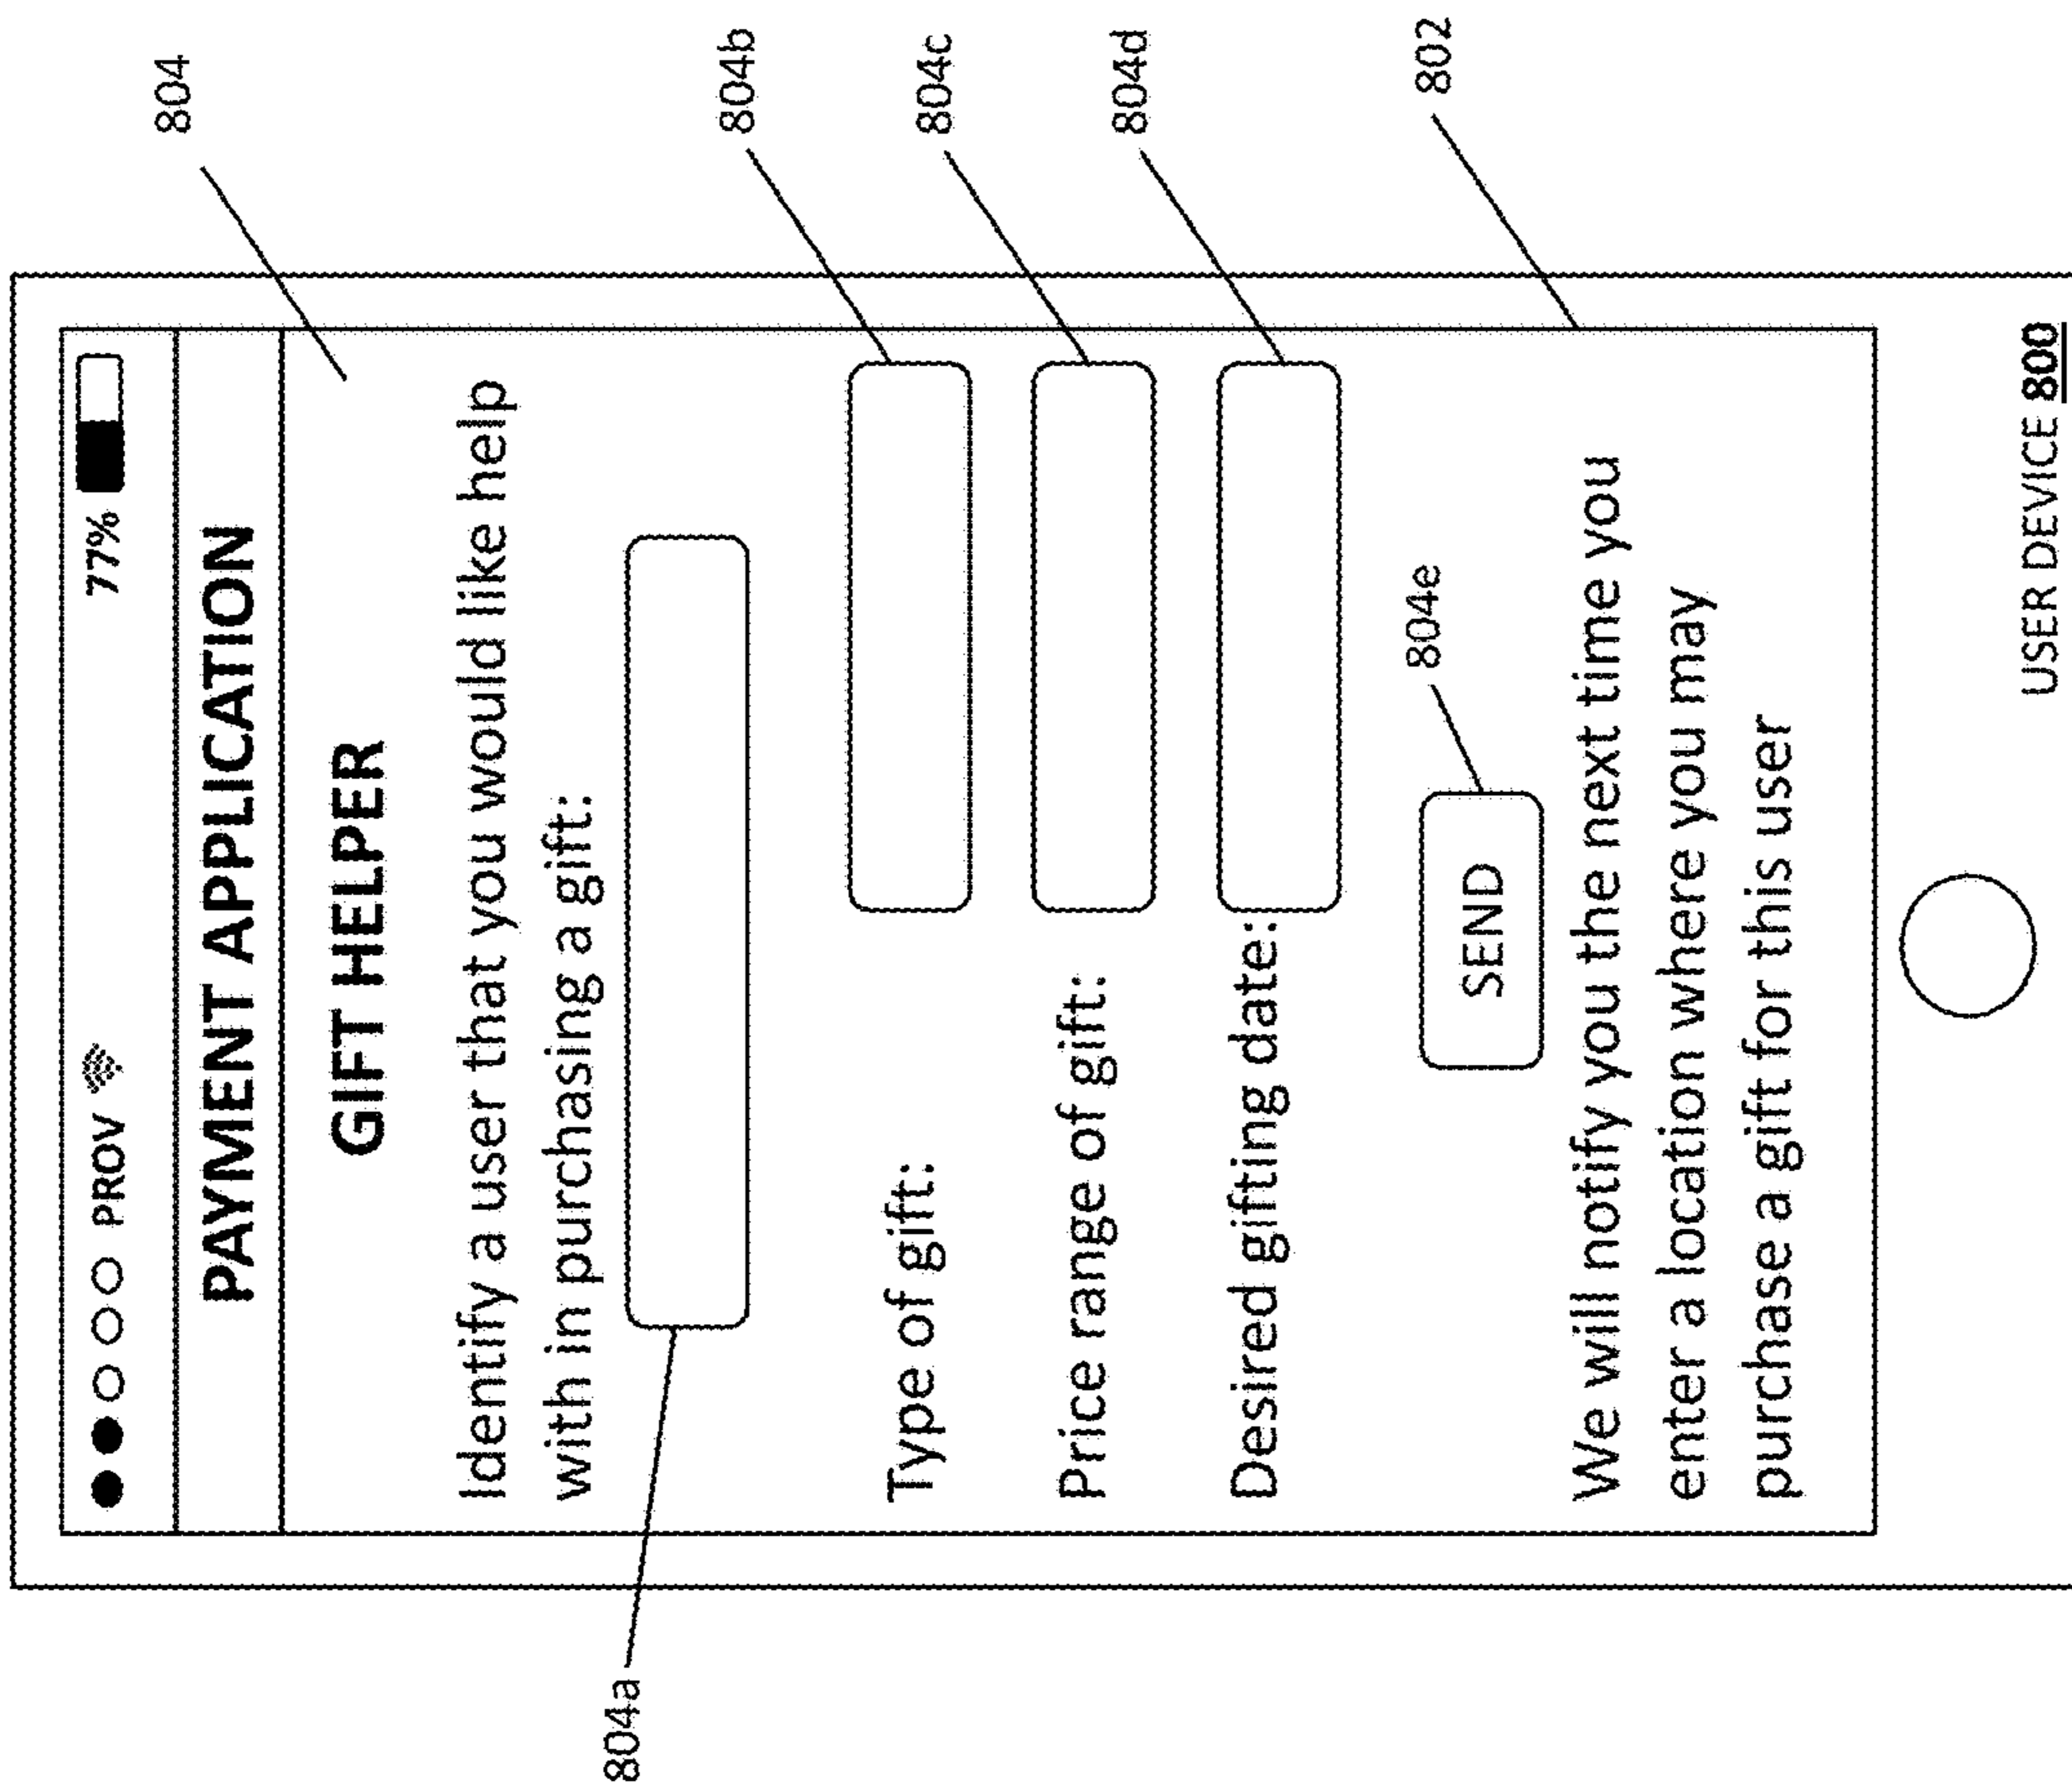 804
PROV 77%
PAYMENT APPLICATION
GIFT HELPER
Identify a user that you would like help
with in purchasing a gift:
804a
804b
Type of gift:
804c
Price range of gift:
804d
Desired gifting date:
804e
802
SEND
We will notify you the next time you
enter a location where you may
purchase a gift for this user
USER DEVICE 800